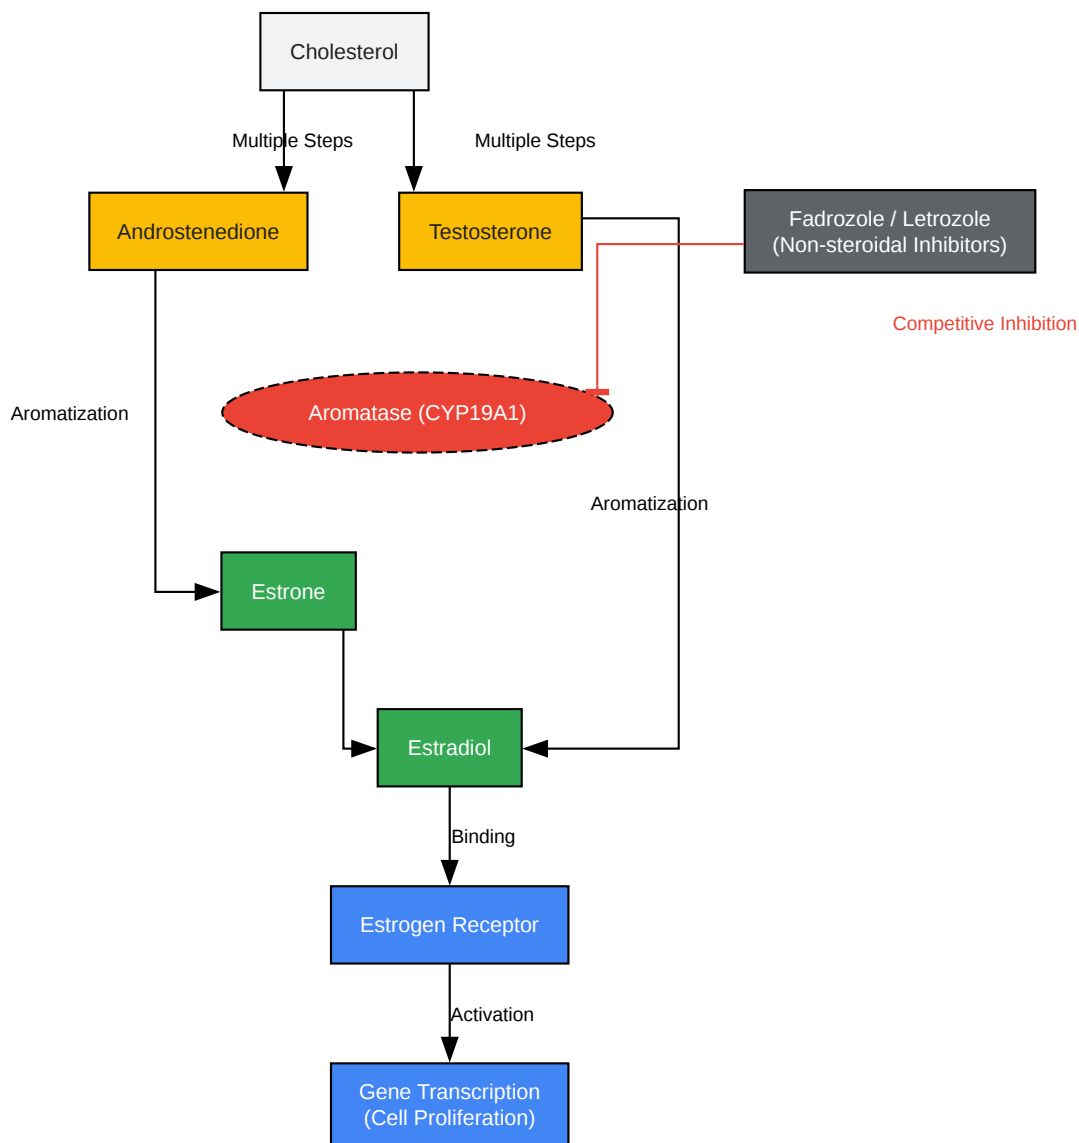 Cholesterol
Multiple Steps
Multiple Steps
Androstenedione
Testosterone
Fadrozole / Letrozole
(Non-steroidal Inhibitors)
Competitive Inhibition
Aromatization
Aromatase (CYP19A1)
Aromatization
Estrone
Estradiol
Binding
Estrogen Receptor
Activation
Gene Transcription
(Cell Proliferation)